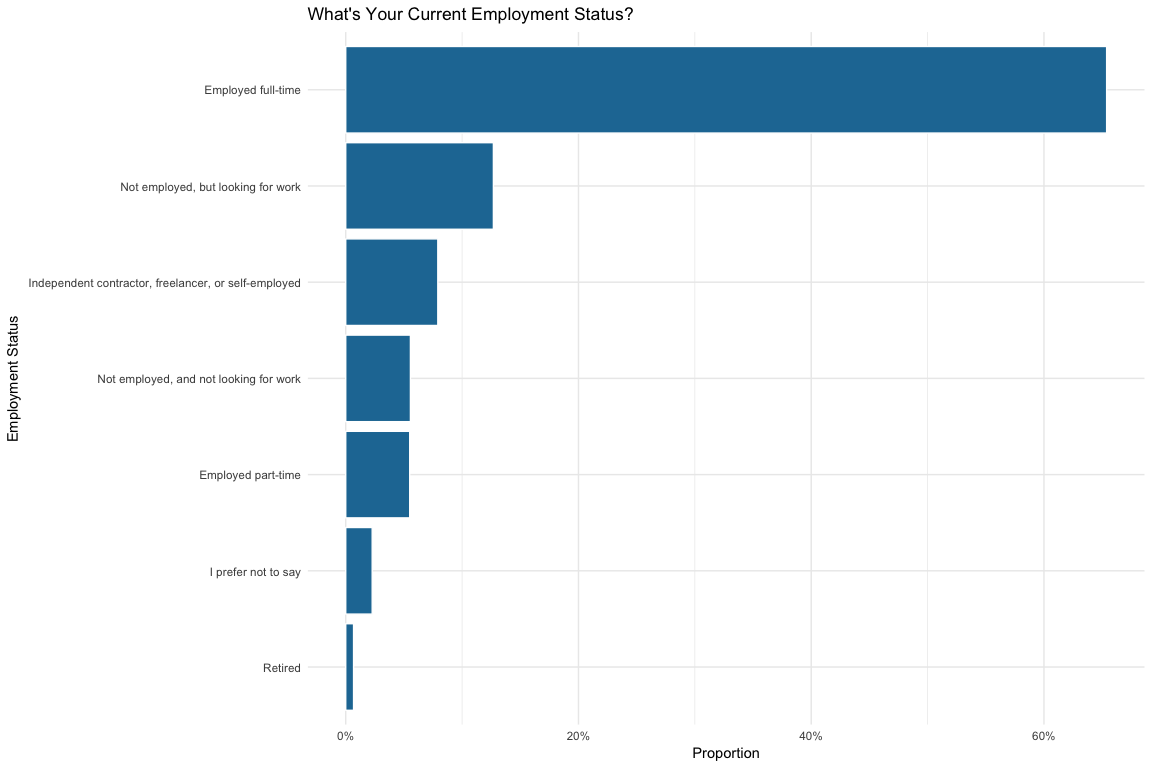 What's Your Current Employment Status?
Employed full-time
Not employed, but looking for work
Independent contractor, freelancer, or self-employed
Not employed, and not looking for work
Employed part-time
I prefer not to say
Retired
Employment Status
0% 20% 40% 60%
Proportion